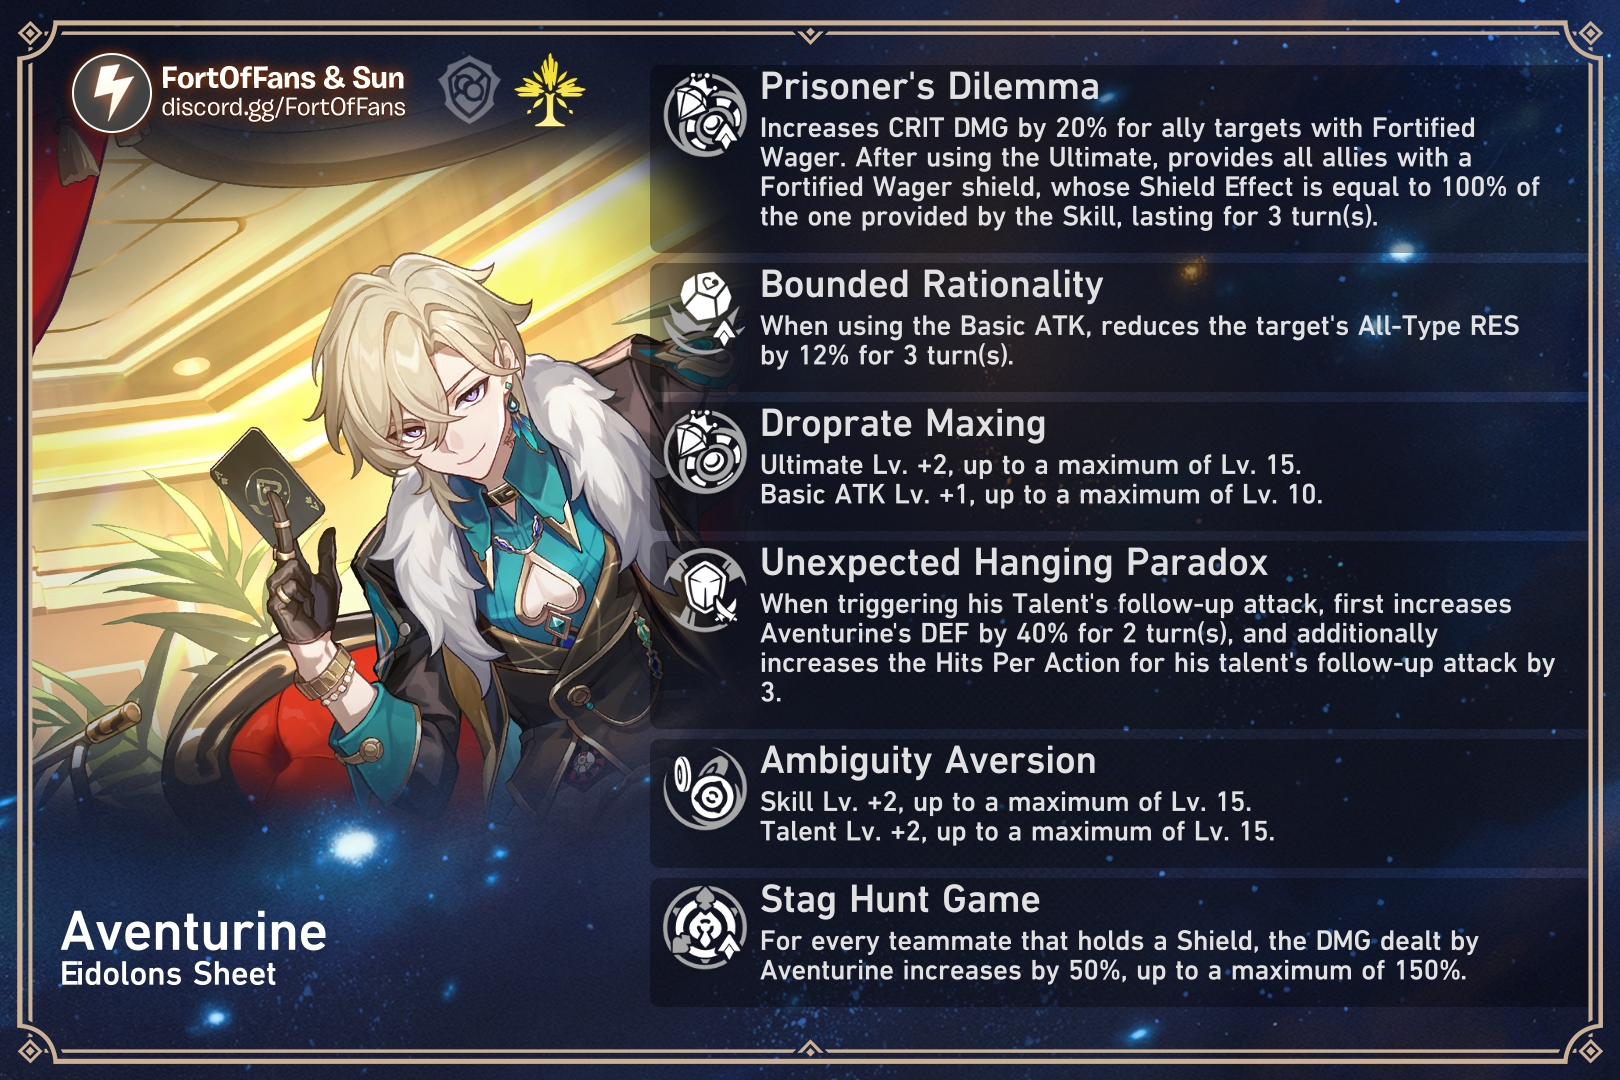 FortOfFans & Sun
discord.gg/FortOfFans
Prisoner's Dilemma
Increases CRIT DMG by 20% for ally targets with Fortified
Wager. After using the Ultimate, provides all allies with a
Fortified Wager shield, whose Shield Effect is equal to 100% of
the one provided by the Skill, lasting for 3 turn(s).
Bounded Rationality
When using the Basic ATK, reduces the target's All-Type RES
by 12% for 3 turn(s).
Droprate Maxing
Ultimate Lv. +2, up to a maximum of Lv. 15.
Basic ATK Lv. +1, up to a maximum of Lv. 10.
Unexpected Hanging Paradox
When triggering his Talent's follow-up attack, first increases
Aventurine's DEF by 40% for 2 turn(s), and additionally
increases the Hits Per Action for his talent's follow-up attack by
3.
Ambiguity Aversion
Skill Lv. +2, up to a maximum of Lv. 15.
Talent Lv. +2, up to a maximum of Lv. 15.
Stag Hunt Game
For every teammate that holds a Shield, the DMG dealt by
Aventurine increases by 50%, up to a maximum of 150%.
Aventurine
Eidolons Sheet